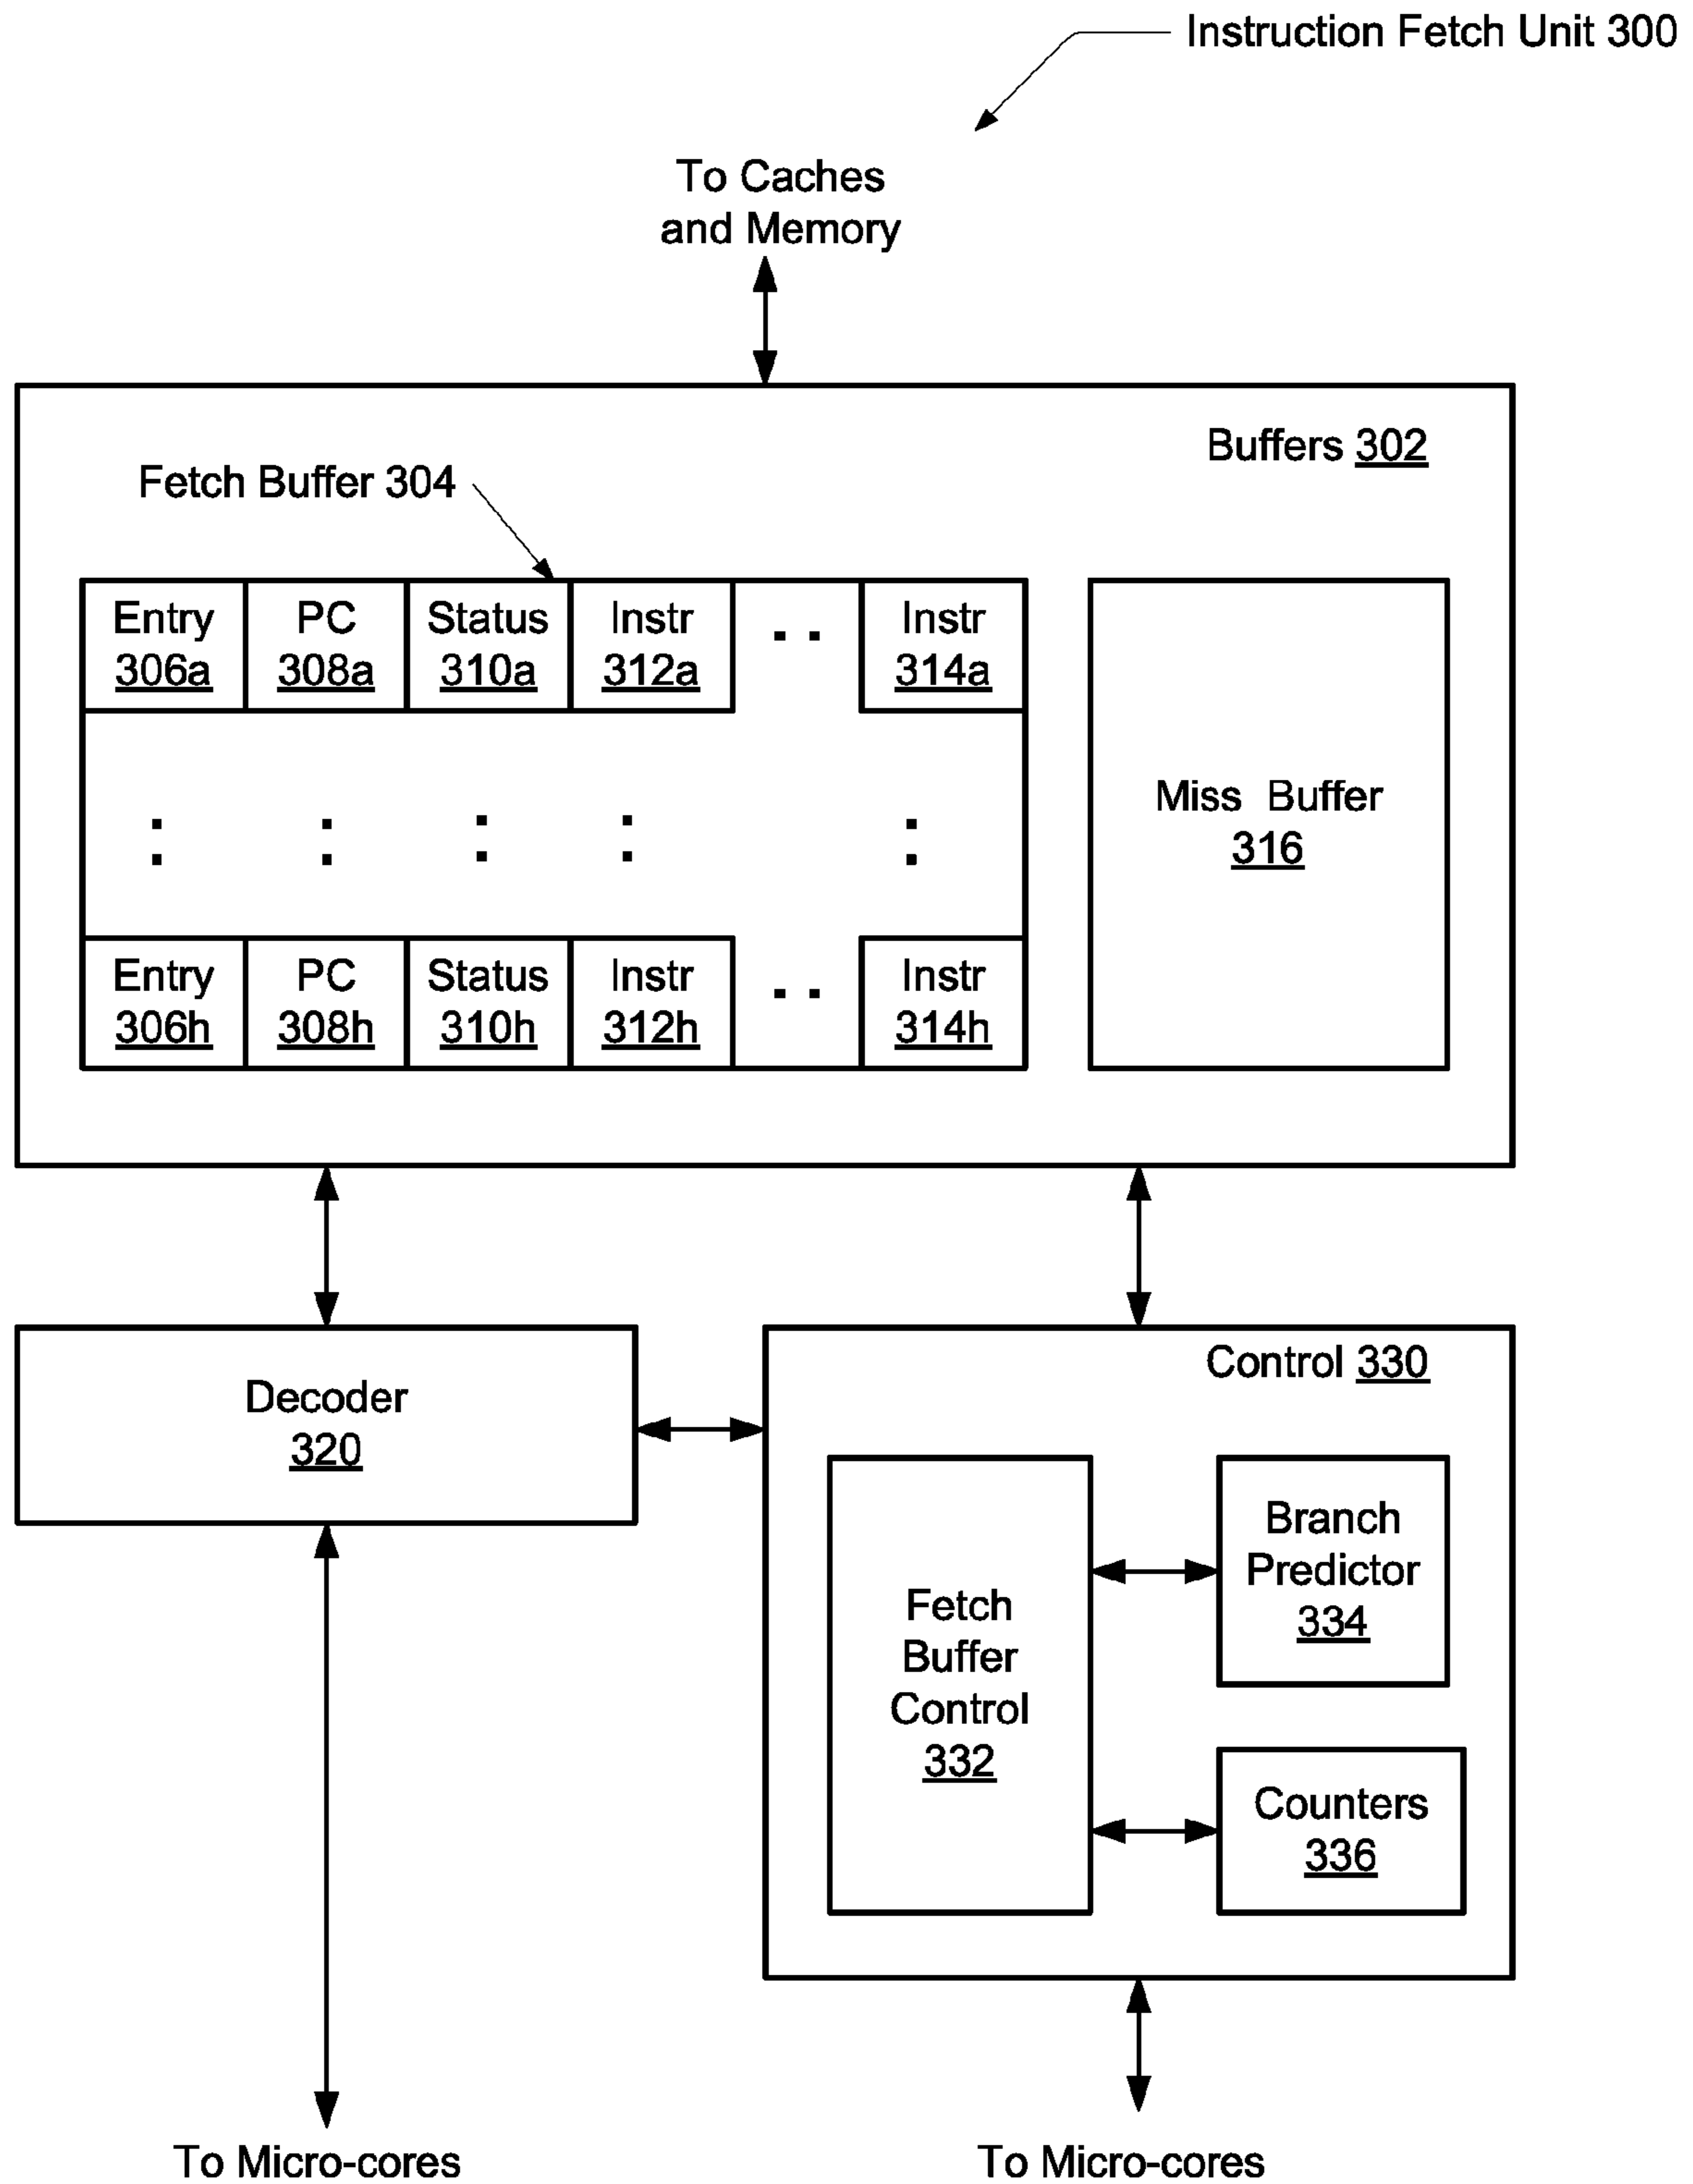 Instruction Fetch Unit 300
To Caches
and Memory
Buffers 302
Fetch Buffer 304
Entry PC Status Instr . . Instr
306a 308a 310a 312a 314a
: : : : :
Miss Buffer
316
Entry PC Status Instr . . Instr
306h 308h 310h 312h 314h
Decoder
320
Control 330
Fetch
Buffer
Control
332
Branch
Predictor
334
Counters
336
To Micro-cores
To Micro-cores